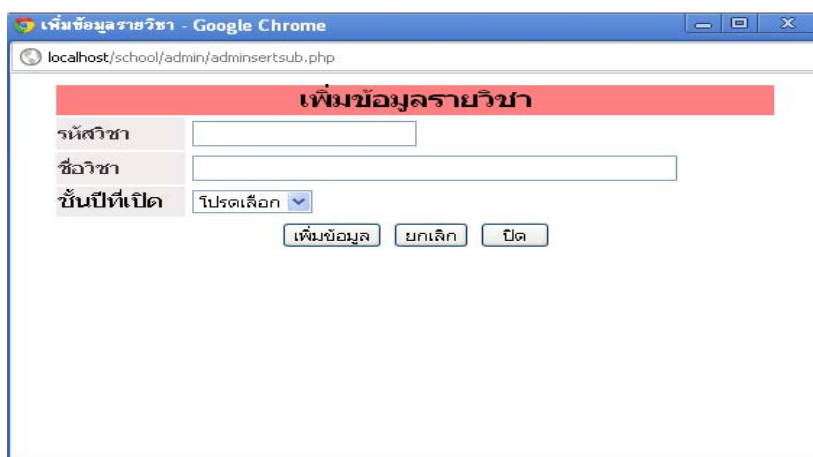 เพิ่มข้อมูลรายวิชา - Google Chrome
localhost/school/admin/adminsertsub.php
เพิ่มข้อมูลรายวิชา
รหัสวิชา
ชื่อวิชา
ชั้นปีที่เปิด โปรดเลือก
เพิ่มข้อมูล ยกเลิก ปิด